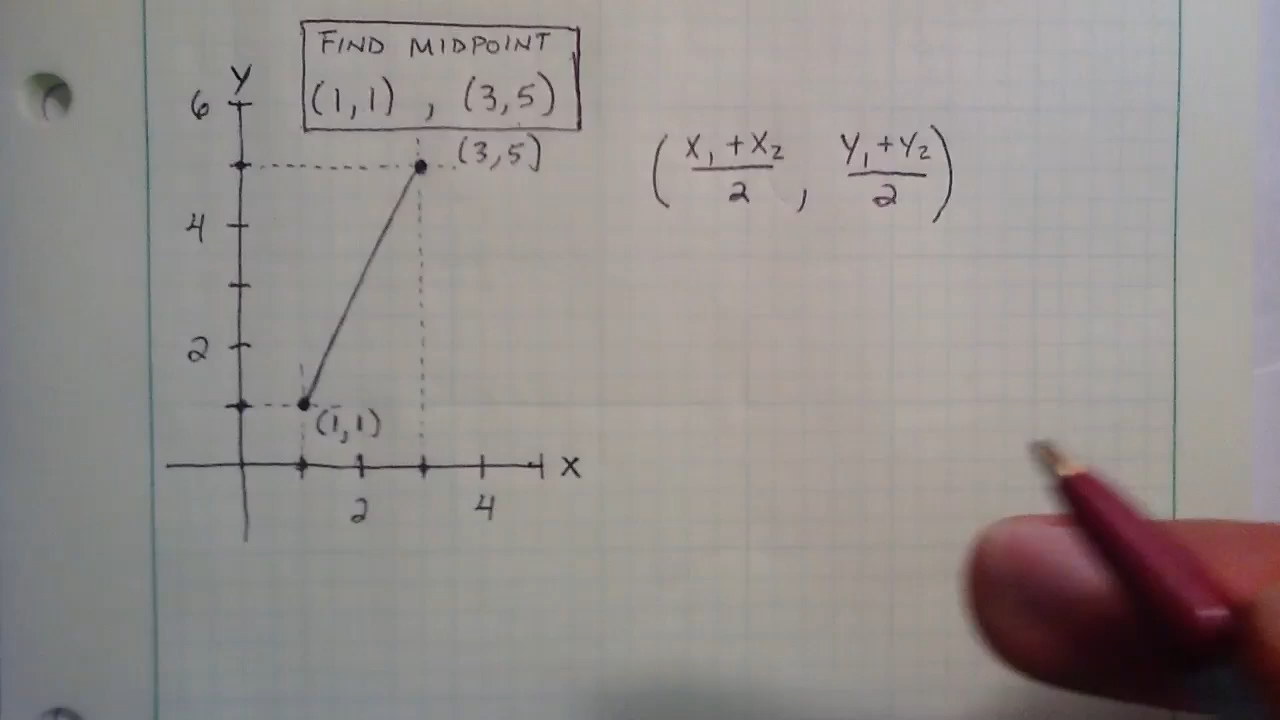 FIND MIDPOINT
(1,1) , (3,5)
Y
6
(3,5)
(X₁+X₂/2, Y₁+Y₂/2)
4
2
(1,1)
X
2 4